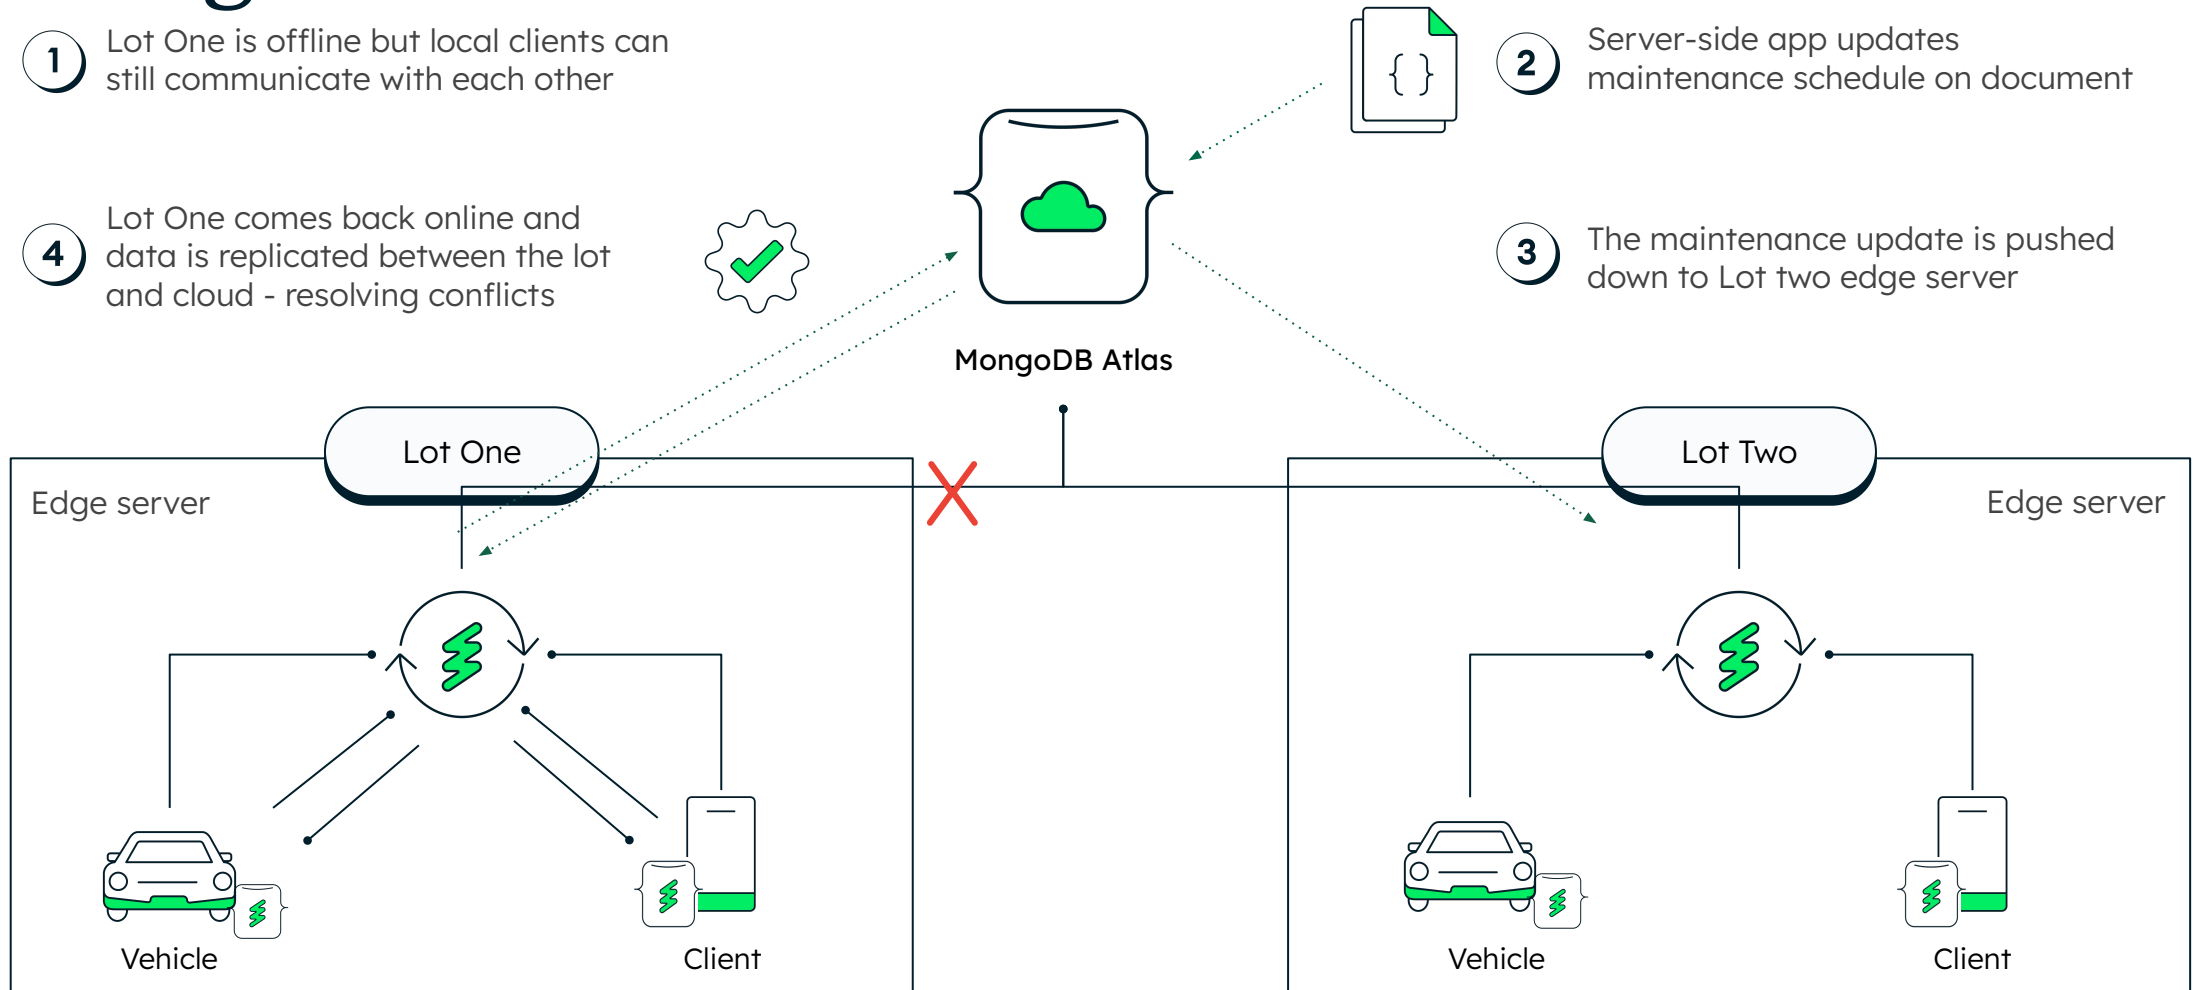 1
Lot One is offline but local clients can
still communicate with each other
{ }
2
Server-side app updates
maintenance schedule on document
4
Lot One comes back online and
data is replicated between the lot
and cloud - resolving conflicts
3
The maintenance update is pushed
down to Lot two edge server
MongoDB Atlas
Lot One
Lot Two
Edge server
Edge server
Vehicle
Client
Vehicle
Client